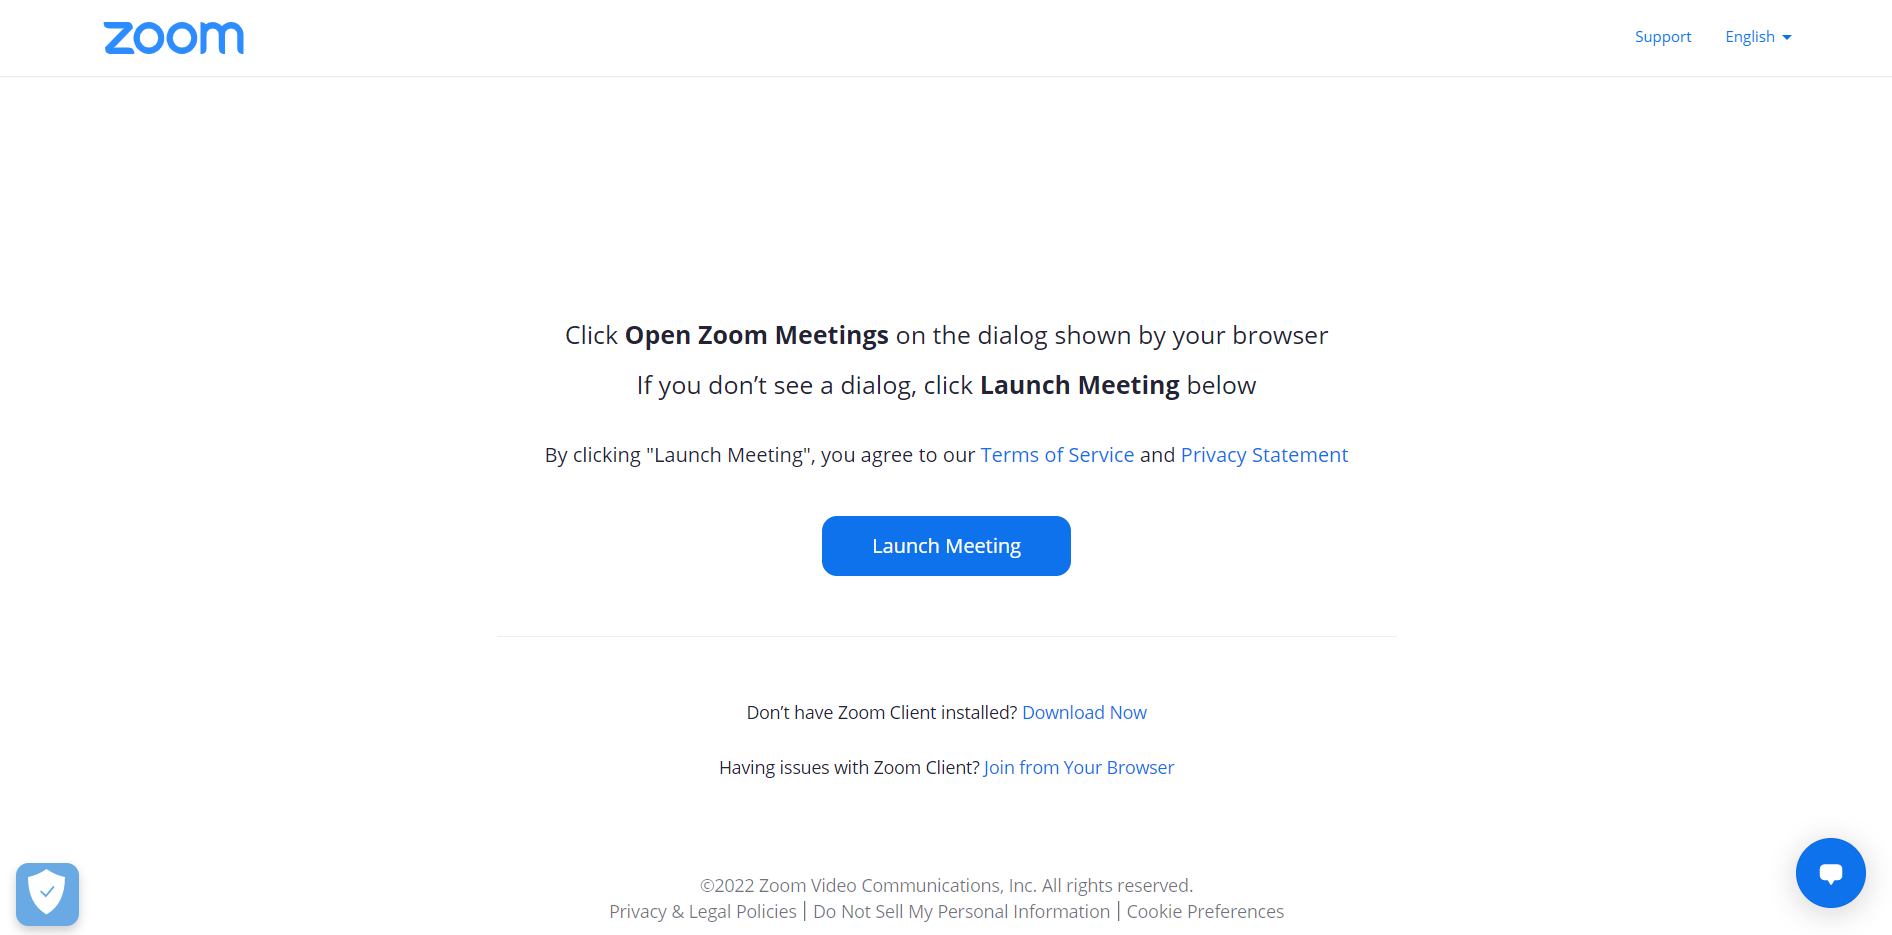 zoom
Support English
Click Open Zoom Meetings on the dialog shown by your browser
If you don’t see a dialog, click Launch Meeting below
By clicking "Launch Meeting", you agree to our Terms of Service and Privacy Statement
Launch Meeting
Don’t have Zoom Client installed? Download Now
Having issues with Zoom Client? Join from Your Browser
©2022 Zoom Video Communications, Inc. All rights reserved.
Privacy & Legal Policies | Do Not Sell My Personal Information | Cookie Preferences